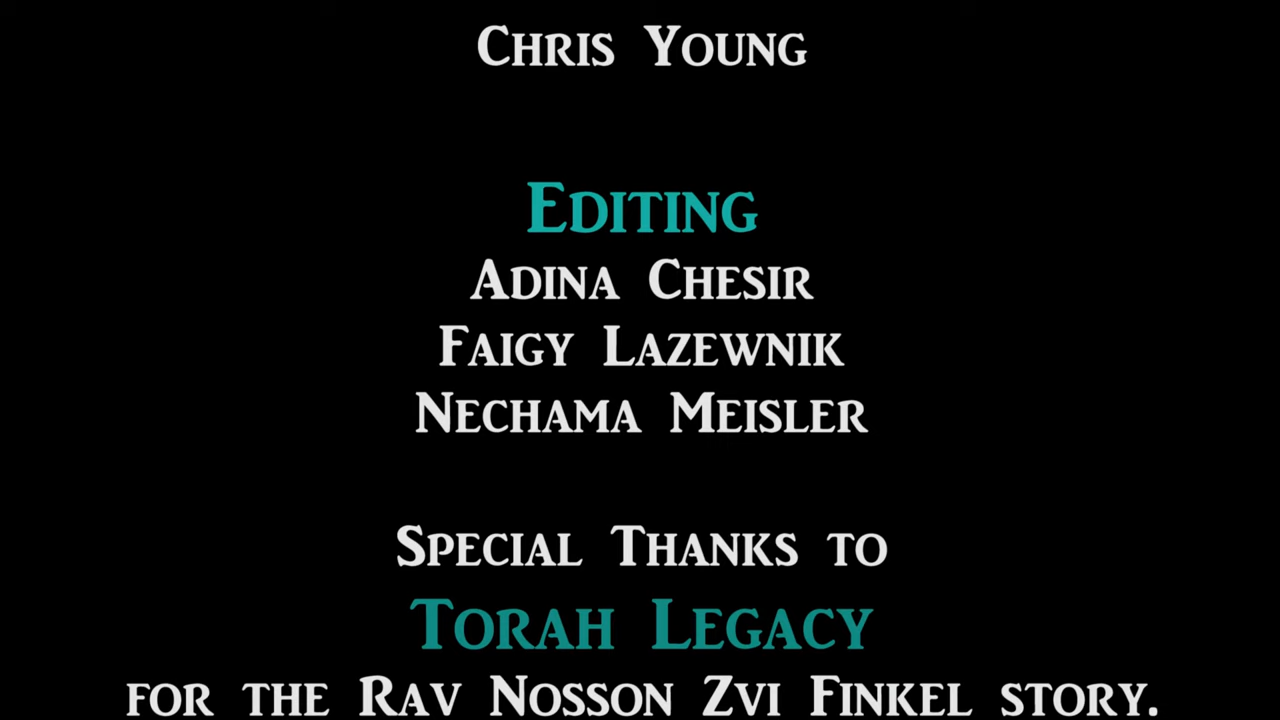 Chris Young
Editing
Adina Chesir
Faigy Lazewnik
Nechama Meisler
Special Thanks to
Torah Legacy
for the Rav Nosson Zvi Finkel story.